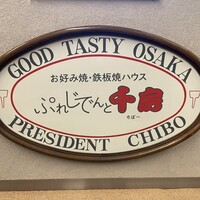 GOOD TASTY OSAKA
お好み焼・鉄板焼ハウス
ぷれじでんと千房
ちぼー
PRESIDENT CHIBO